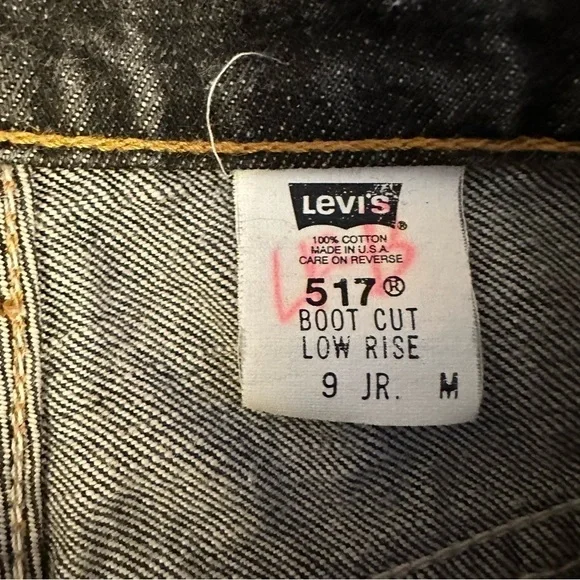 LEVI'S ®
100% COTTON
MADE IN U.S.A.
CARE ON REVERSE
517®
BOOT CUT
LOW RISE
9 JR. M